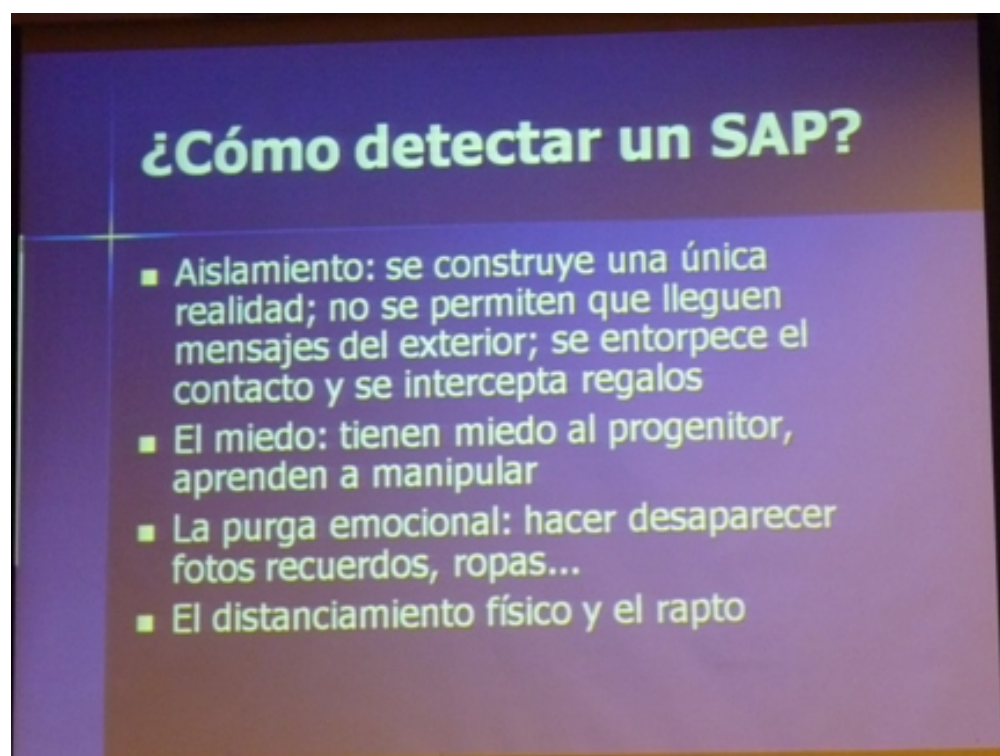 ¿Cómo detectar un SAP?
Aislamiento: se construye una única
realidad; no se permiten que lleguen
mensajes del exterior; se entorpece el
contacto y se intercepta regalos
El miedo: tienen miedo al progenitor,
aprenden a manipular
La purga emocional: hacer desaparecer
fotos recuerdos, ropas...
El distanciamiento físico y el rapto